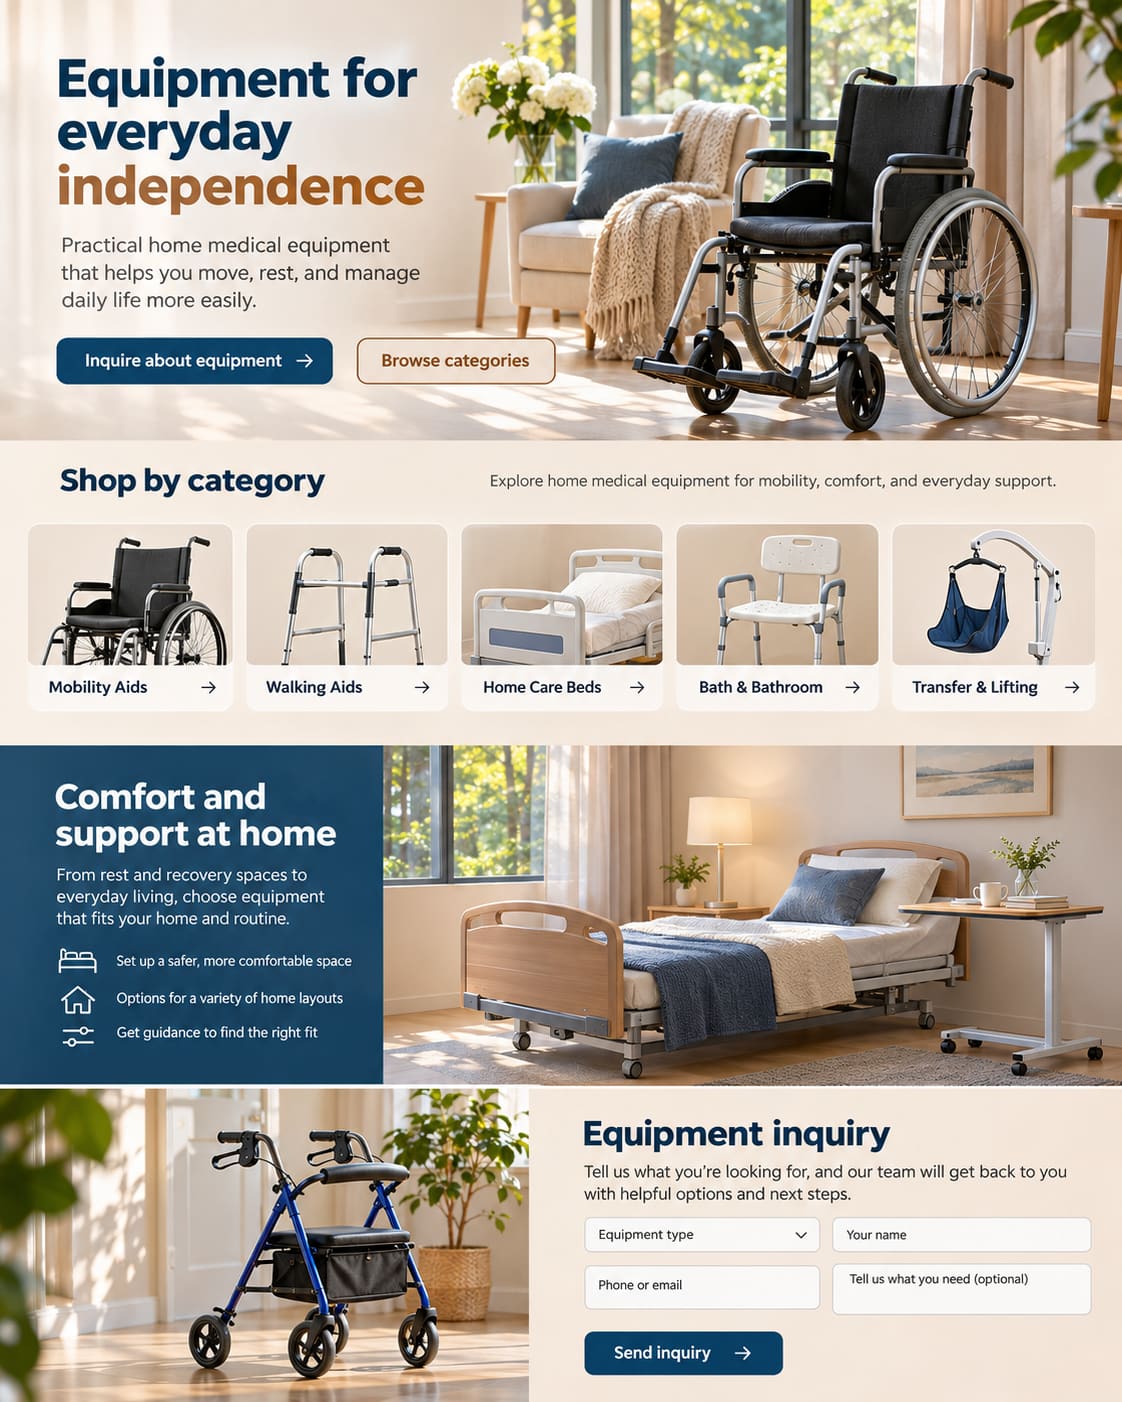 Equipment for
everyday
independence
Practical home medical equipment
that helps you move, rest, and manage
daily life more easily.
Inquire about equipment →
Browse categories
Shop by category
Explore home medical equipment for mobility, comfort, and everyday support.
Mobility Aids →
Walking Aids →
Home Care Beds →
Bath & Bathroom →
Transfer & Lifting →
Comfort and
support at home
From rest and recovery spaces to
everyday living, choose equipment
that fits your home and routine.
Set up a safer, more comfortable space
Options for a variety of home layouts
Get guidance to find the right fit
Equipment inquiry
Tell us what you’re looking for, and our team will get back to you
with helpful options and next steps.
Equipment type
Your name
Phone or email
Tell us what you need (optional)
Send inquiry →